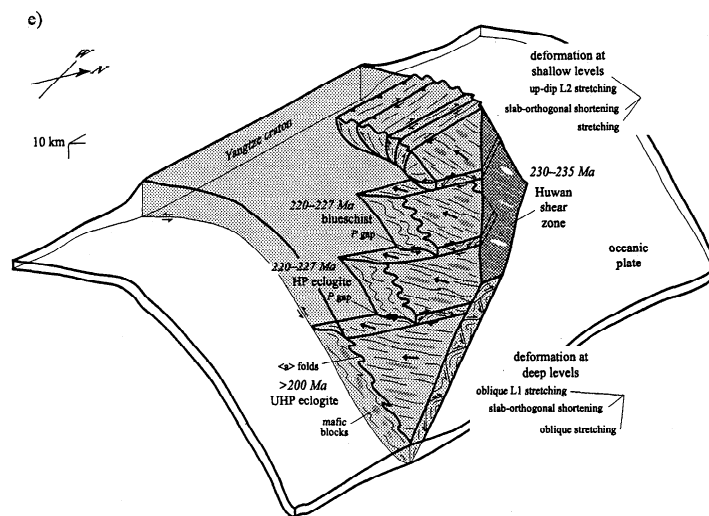 e)
W
N
10 km
Yangtze craton
deformation at
shallow levels
up-dip L2 stretching
slab-orthogonal shortening
stretching
230–235 Ma
Huwan
shear
zone
220–227 Ma
blueschist
P gap
oceanic
plate
220–227 Ma
HP eclogite
P gap
<a> folds
>200 Ma
UHP eclogite
mafic
blocks
deformation at
deep levels
oblique L1 stretching
slab-orthogonal shortening
oblique stretching